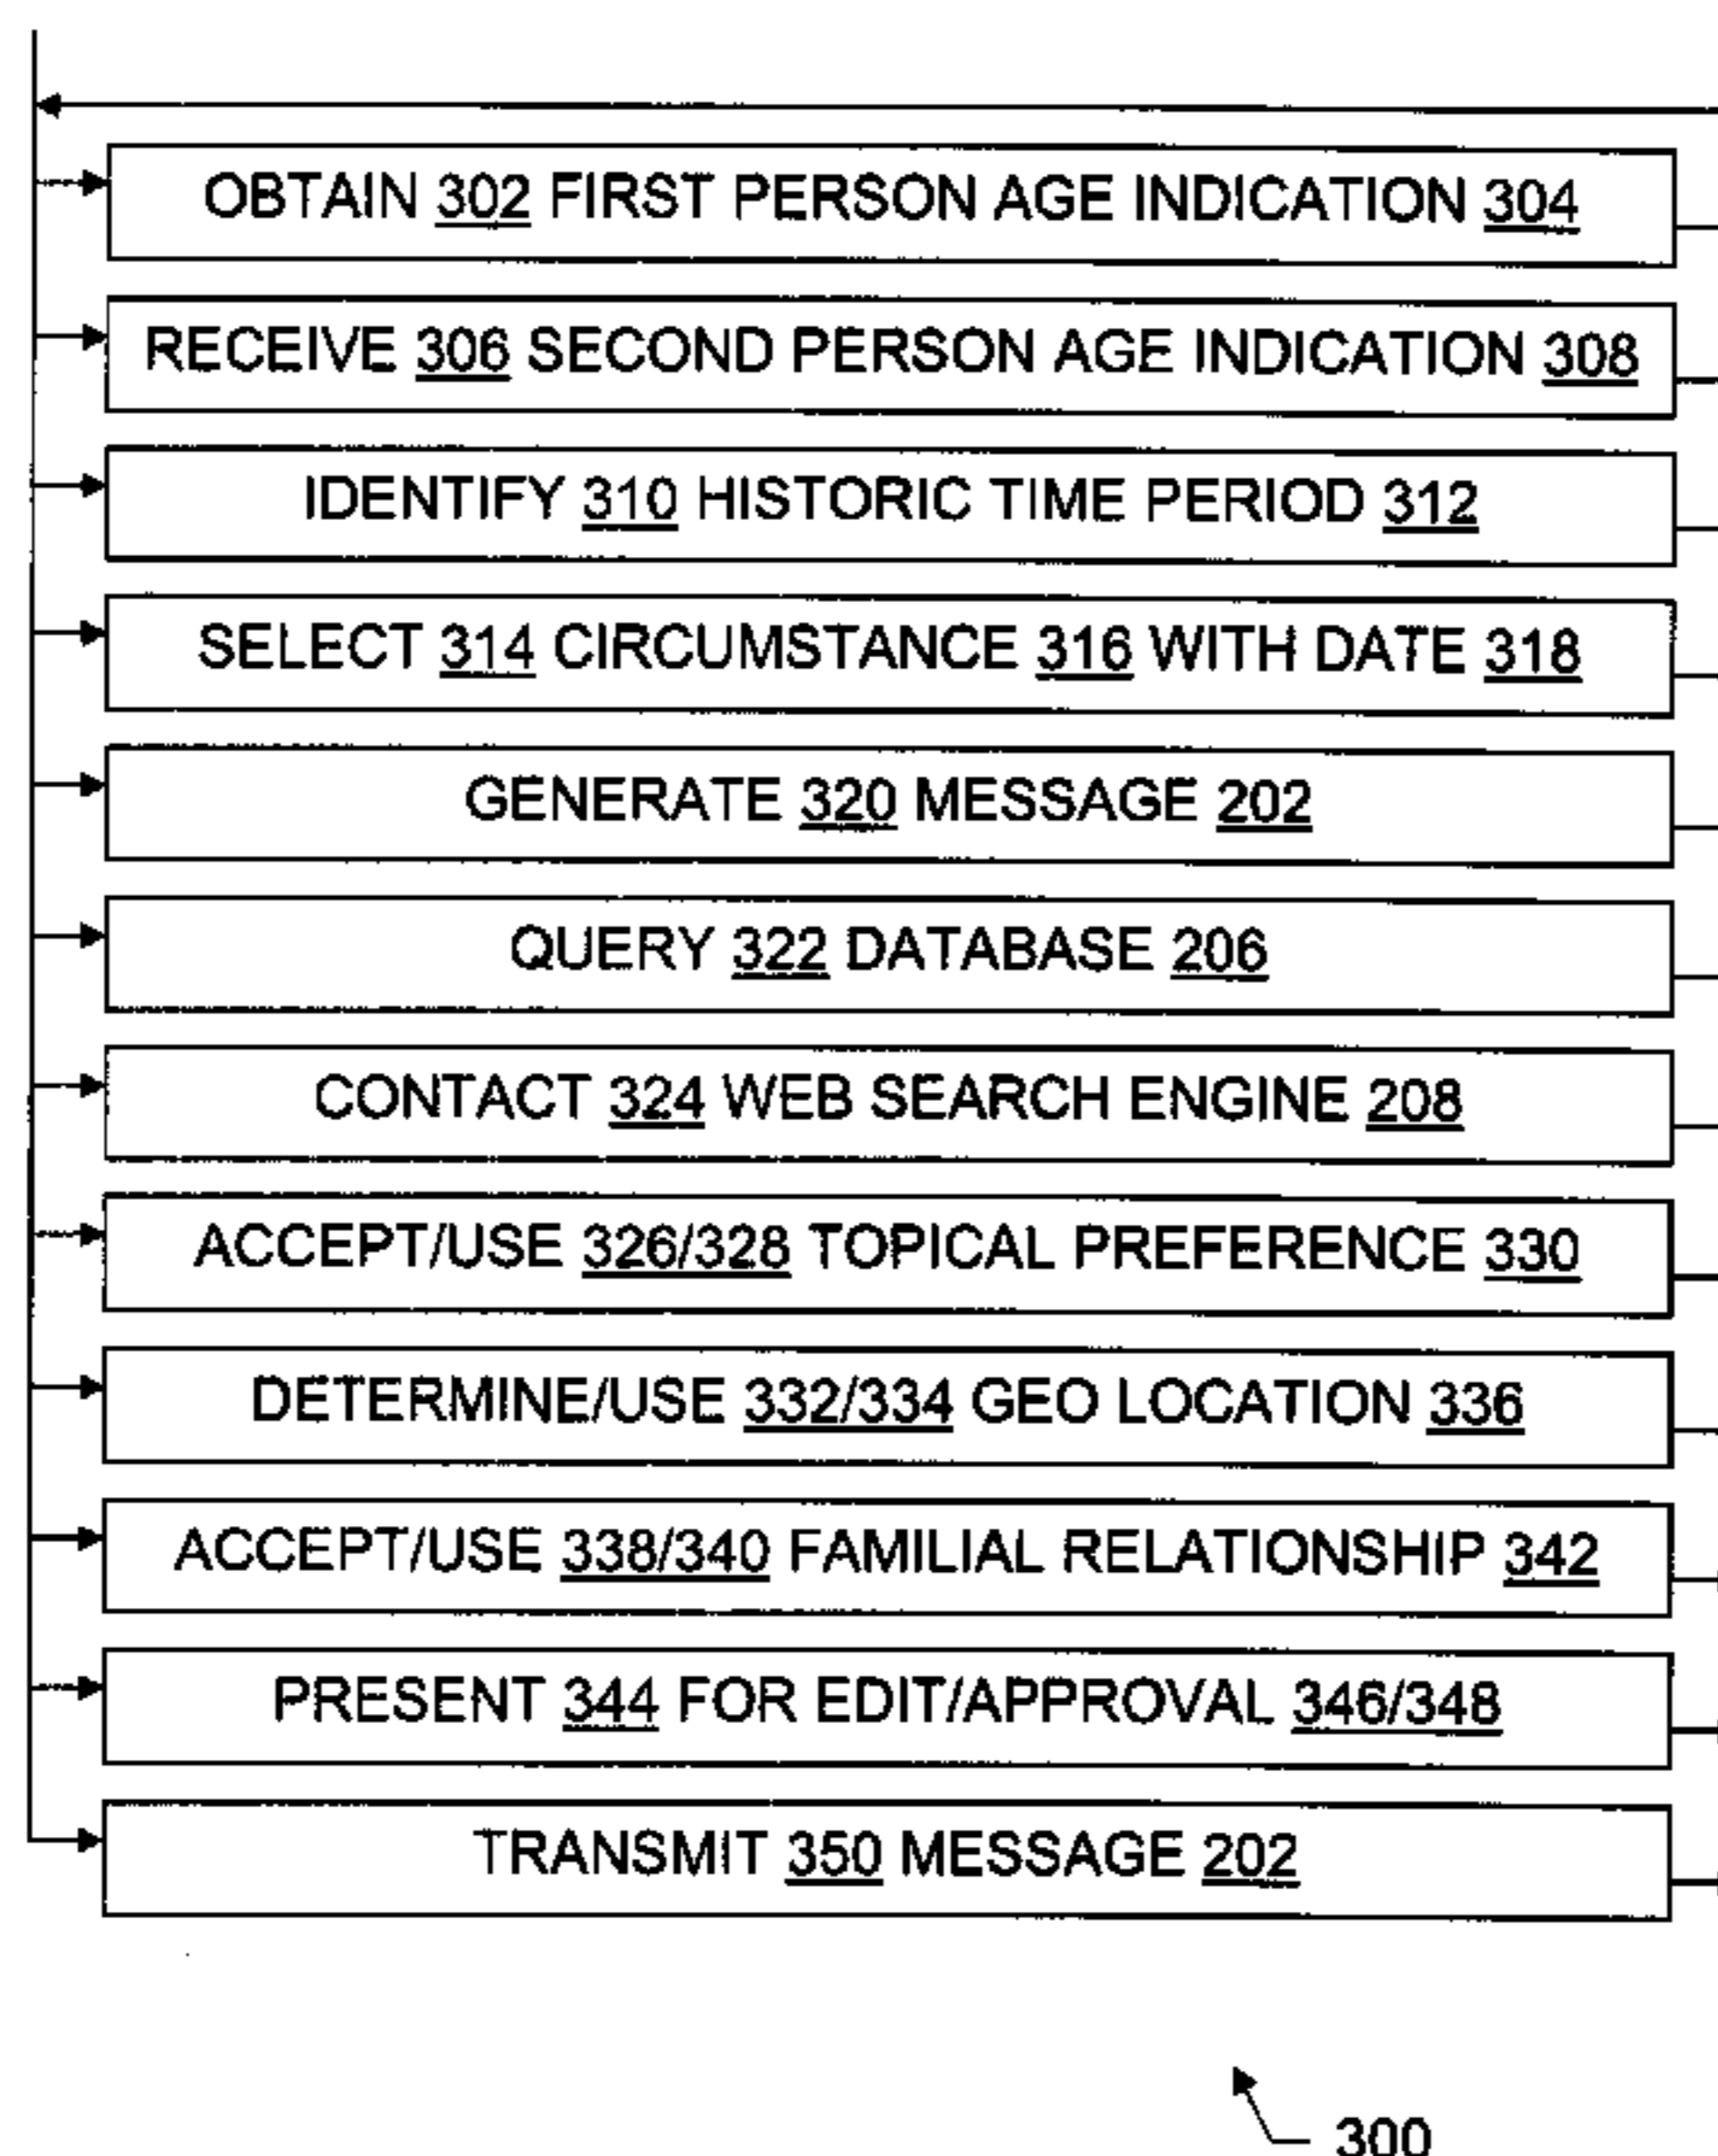 OBTAIN 302 FIRST PERSON AGE INDICATION 304
RECEIVE 306 SECOND PERSON AGE INDICATION 308
IDENTIFY 310 HISTORIC TIME PERIOD 312
SELECT 314 CIRCUMSTANCE 316 WITH DATE 318
GENERATE 320 MESSAGE 202
QUERY 322 DATABASE 206
CONTACT 324 WEB SEARCH ENGINE 208
ACCEPT/USE 326/328 TOPICAL PREFERENCE 330
DETERMINE/USE 332/334 GEO LOCATION 336
ACCEPT/USE 338/340 FAMILIAL RELATIONSHIP 342
PRESENT 344 FOR EDIT/APPROVAL 346/348
TRANSMIT 350 MESSAGE 202
300